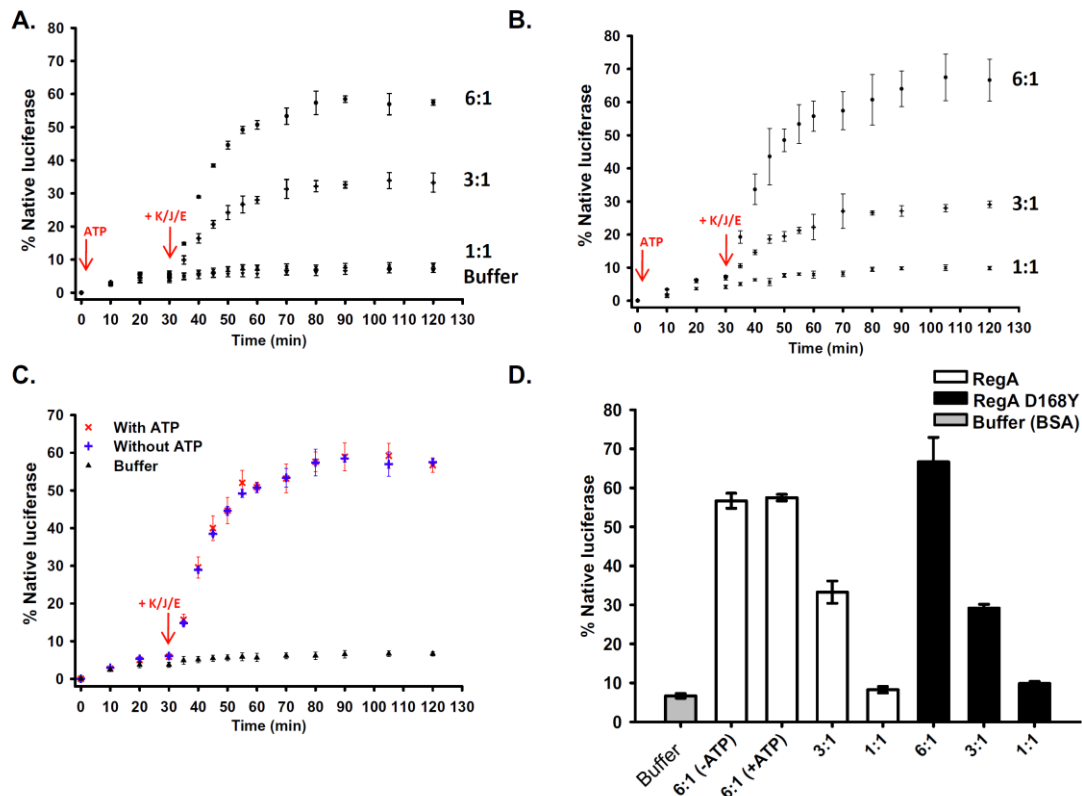 A.
% Native luciferase
80
70
60
50
40
30
20
10
0
ATP
+ K/J/E
6:1
3:1
1:1
Buffer
0 10 20 30 40 50 60 70 80 90 100 110 120 130
Time (min)
B.
% Native luciferase
80
70
60
50
40
30
20
10
0
ATP
+ K/J/E
6:1
3:1
1:1
0 10 20 30 40 50 60 70 80 90 100 110 120 130
Time (min)
C.
% Native luciferase
70
60
50
40
30
20
10
0
With ATP
Without ATP
Buffer
+ K/J/E
0 10 20 30 40 50 60 70 80 90 100 110 120 130
Time (min)
D.
RegA
RegA D168Y
Buffer (BSA)
% Native luciferase
80
70
60
50
40
30
20
10
0
Buffer
6:1 (-ATP)
6:1 (+ATP)
3:1
1:1
6:1
3:1
1:1